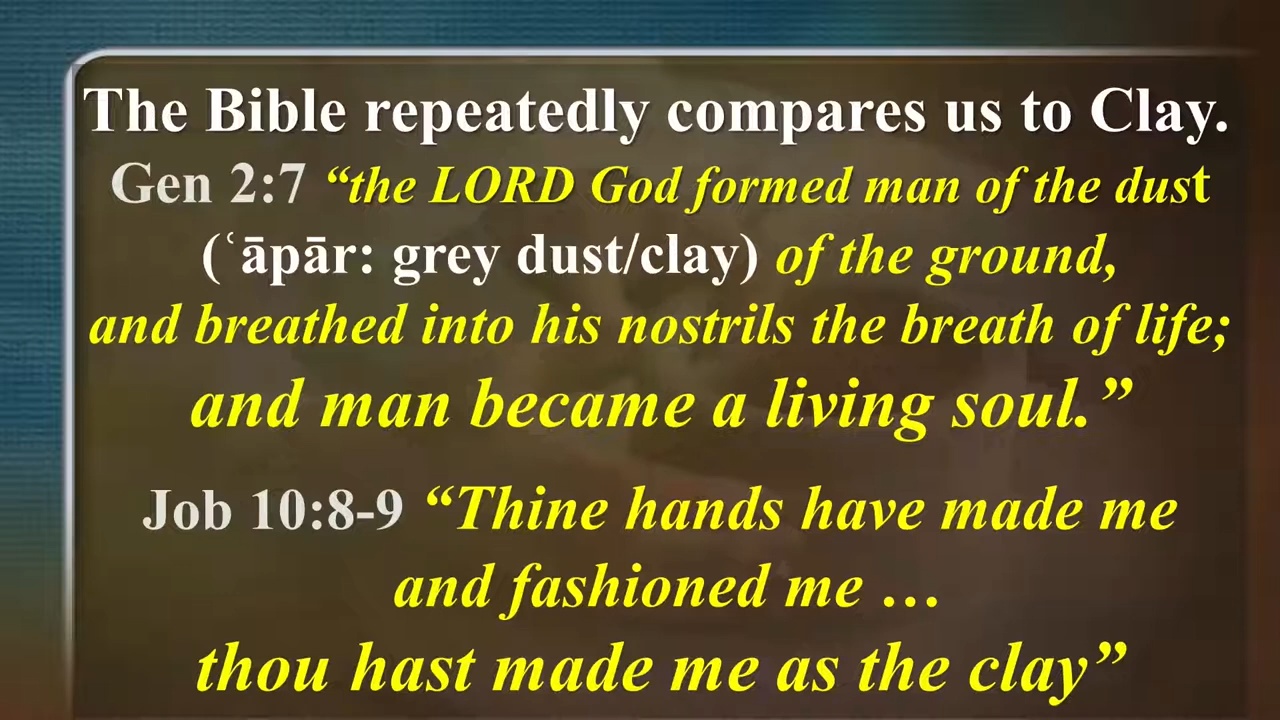 The Bible repeatedly compares us to Clay.
Gen 2:7 “the LORD God formed man of the dust
(ʿāpār: grey dust/clay) of the ground,
and breathed into his nostrils the breath of life;
and man became a living soul.”
Job 10:8-9 “Thine hands have made me
and fashioned me …
thou hast made me as the clay”